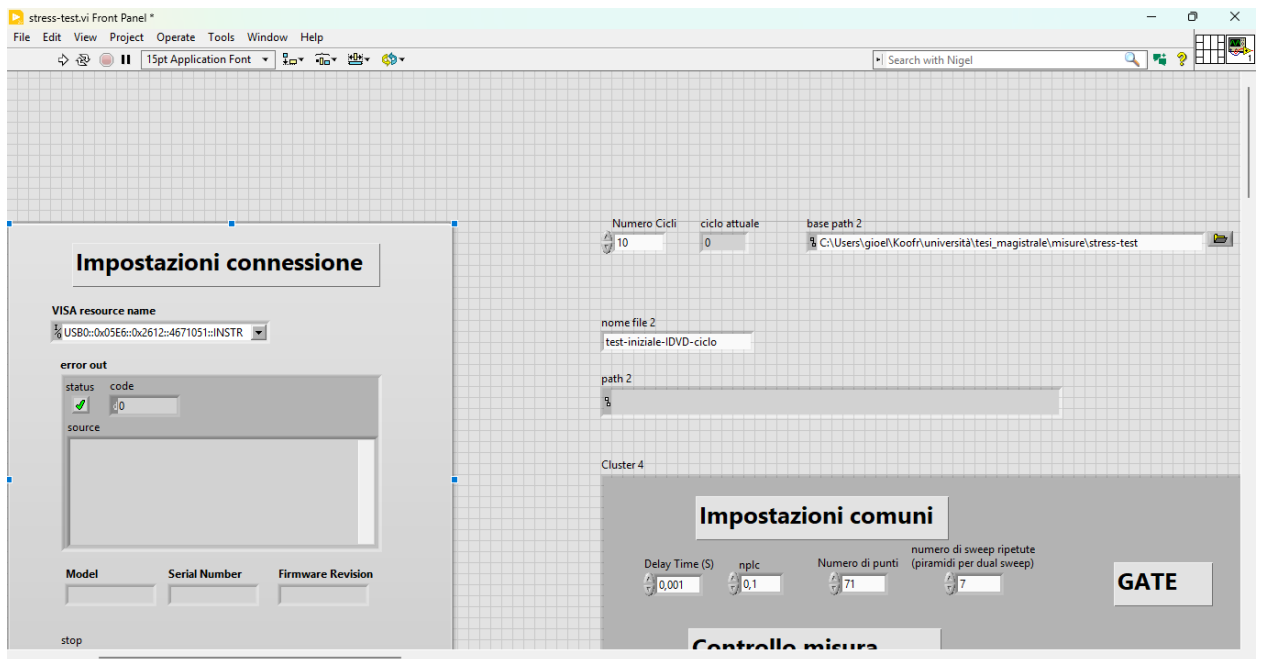 stress-test.vi Front Panel *
File Edit View Project Operate Tools Window Help
15pt Application Font
Search with Nigel
1
Numero Cicli ciclo attuale base path 2
10 0 C:\Users\gioel\Koofr\università\tesi_magistrale\misure\stress-test
Impostazioni connessione
VISA resource name
USB0::0x05E6::0x2612::4671051::INSTR
nome file 2
test-iniziale-IDVD-ciclo
error out
status code
d0
source
path 2
Cluster 4
Impostazioni comuni
Delay Time (S) nplc Numero di punti numero di sweep ripetute
(piramidi per dual sweep)
0,001 0,1 71 7
GATE
Model Serial Number Firmware Revision
stop
Controllo misura